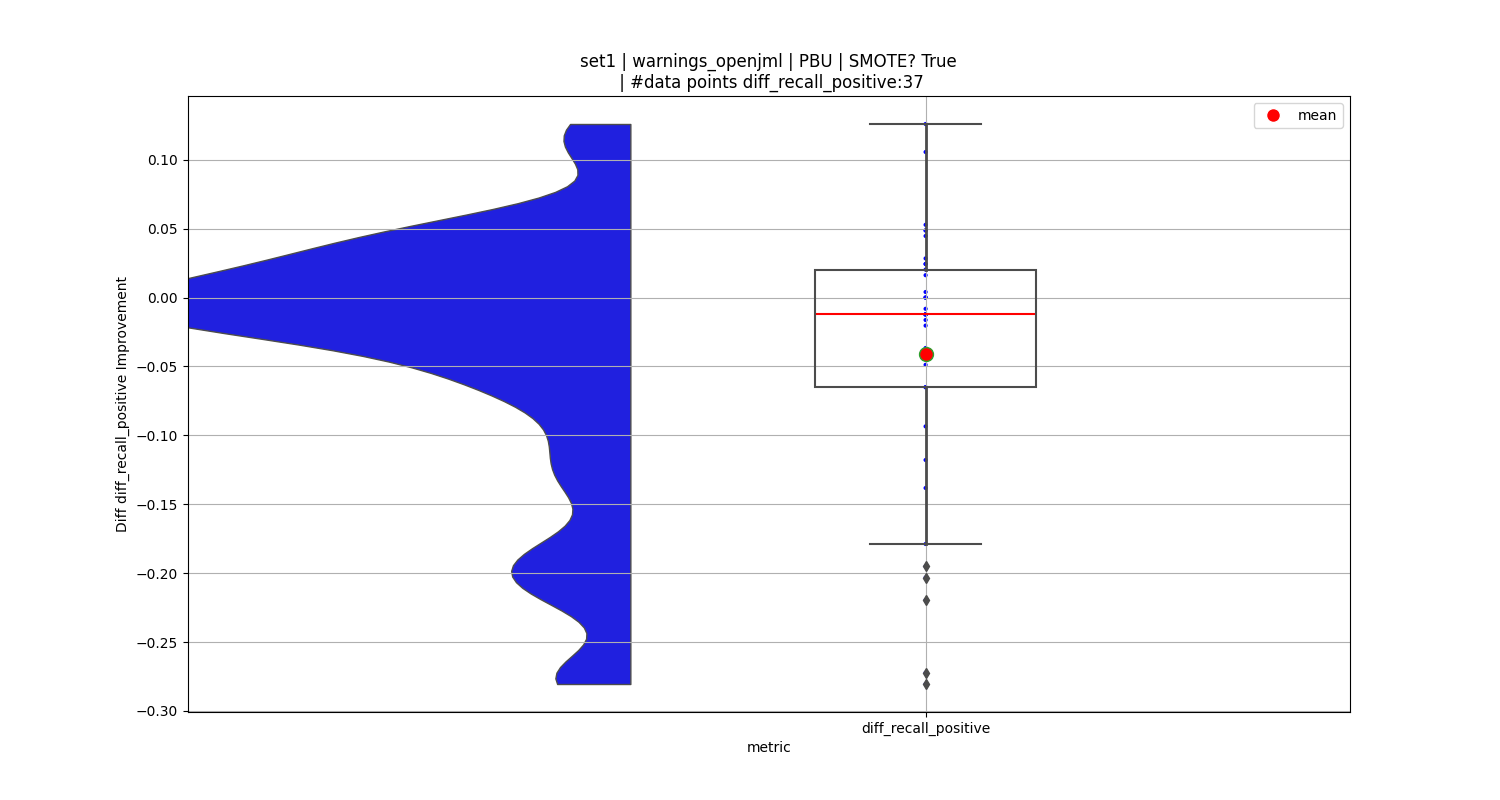 set1 | warnings_openjml | PBU | SMOTE? True
| #data points diff_recall_positive:37
mean
0.10
0.05
0.00
−0.05
−0.10
−0.15
−0.20
−0.25
−0.30
Diff diff_recall_positive Improvement
diff_recall_positive
metric